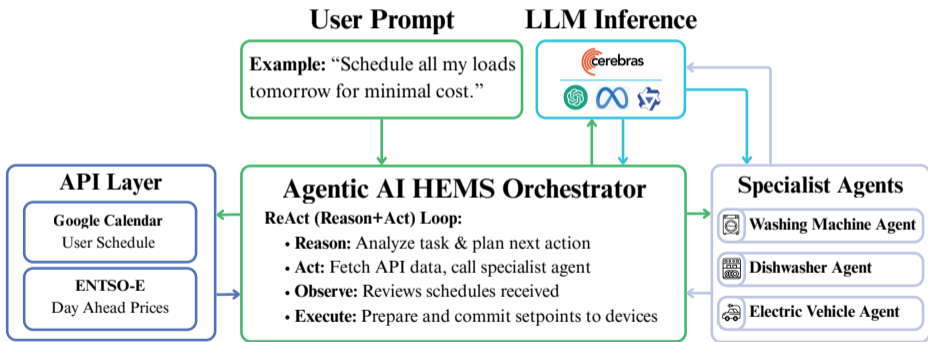 User Prompt
Example: “Schedule all my loads
tomorrow for minimal cost.”
LLM Inference
cerebras
API Layer
Google Calendar
User Schedule
ENTSO-E
Day Ahead Prices
Agentic AI HEMS Orchestrator
ReAct (Reason+Act) Loop:
• Reason: Analyze task & plan next action
• Act: Fetch API data, call specialist agent
• Observe: Reviews schedules received
• Execute: Prepare and commit setpoints to devices
Specialist Agents
Washing Machine Agent
Dishwasher Agent
Electric Vehicle Agent